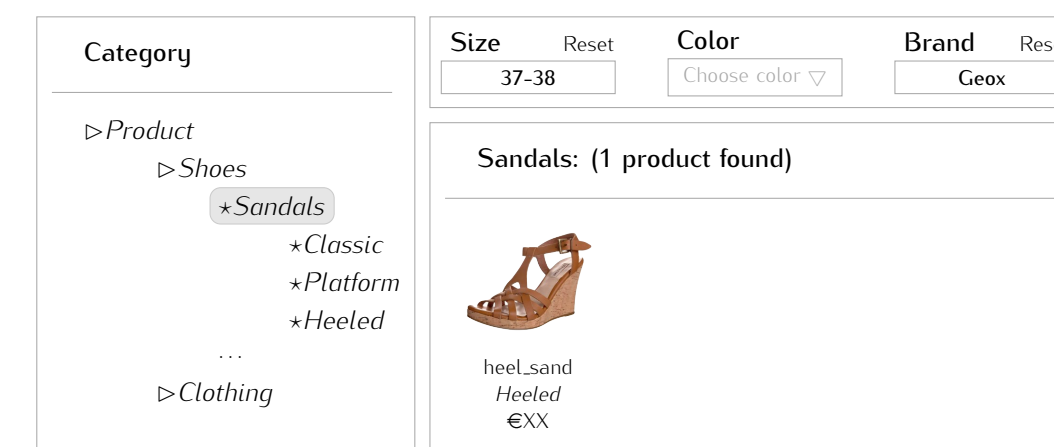 Category
▷Product
▷Shoes
⋆Sandals
⋆Classic
⋆Platform
⋆Heeled
...
▷Clothing
Size Reset
37-38
Color
Choose color ▽
Brand Res
Geox
Sandals: (1 product found)
heel_sand
Heeled
€XX